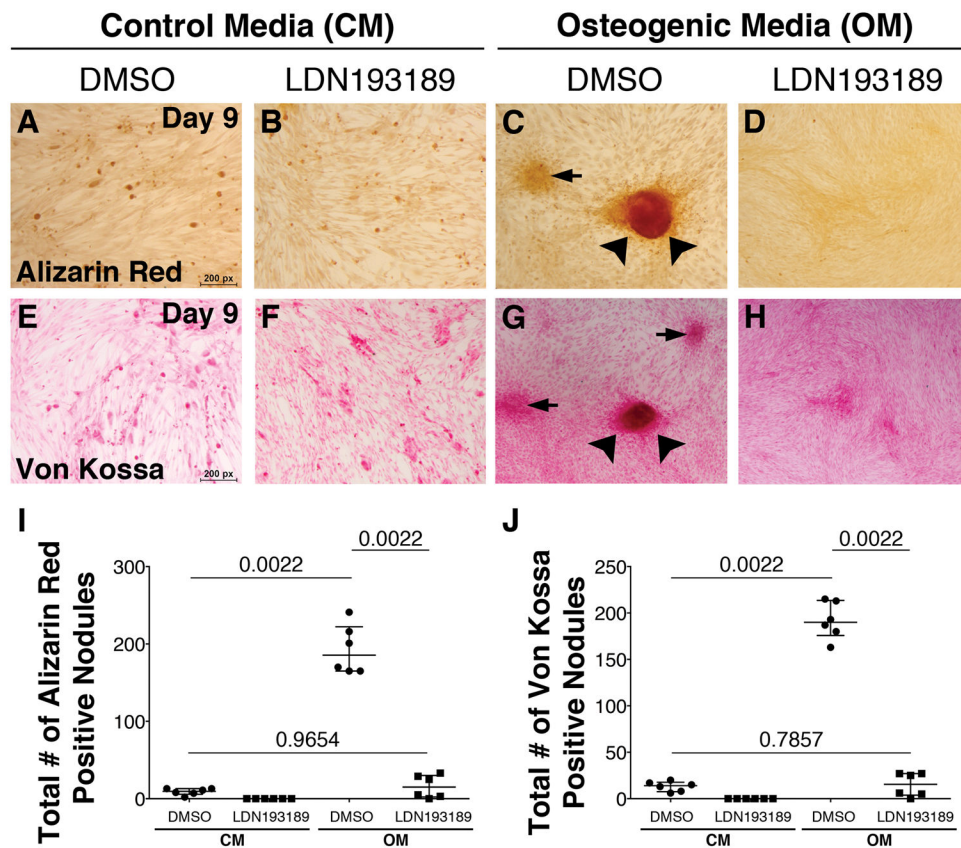 Control Media (CM)
Osteogenic Media (OM)
DMSO
LDN193189
DMSO
LDN193189
A
Day 9
Alizarin Red
200 px
B
C
D
E
Day 9
Von Kossa
200 px
F
G
H
I
Total # of Alizarin Red
Positive Nodules
300
200
100
0
0.0022
0.0022
0.9654
DMSO
LDN193189
DMSO
LDN193189
CM
OM
J
Total # of Von Kossa
Positive Nodules
250
200
150
100
50
0
0.0022
0.0022
0.7857
DMSO
LDN193189
DMSO
LDN193189
CM
OM